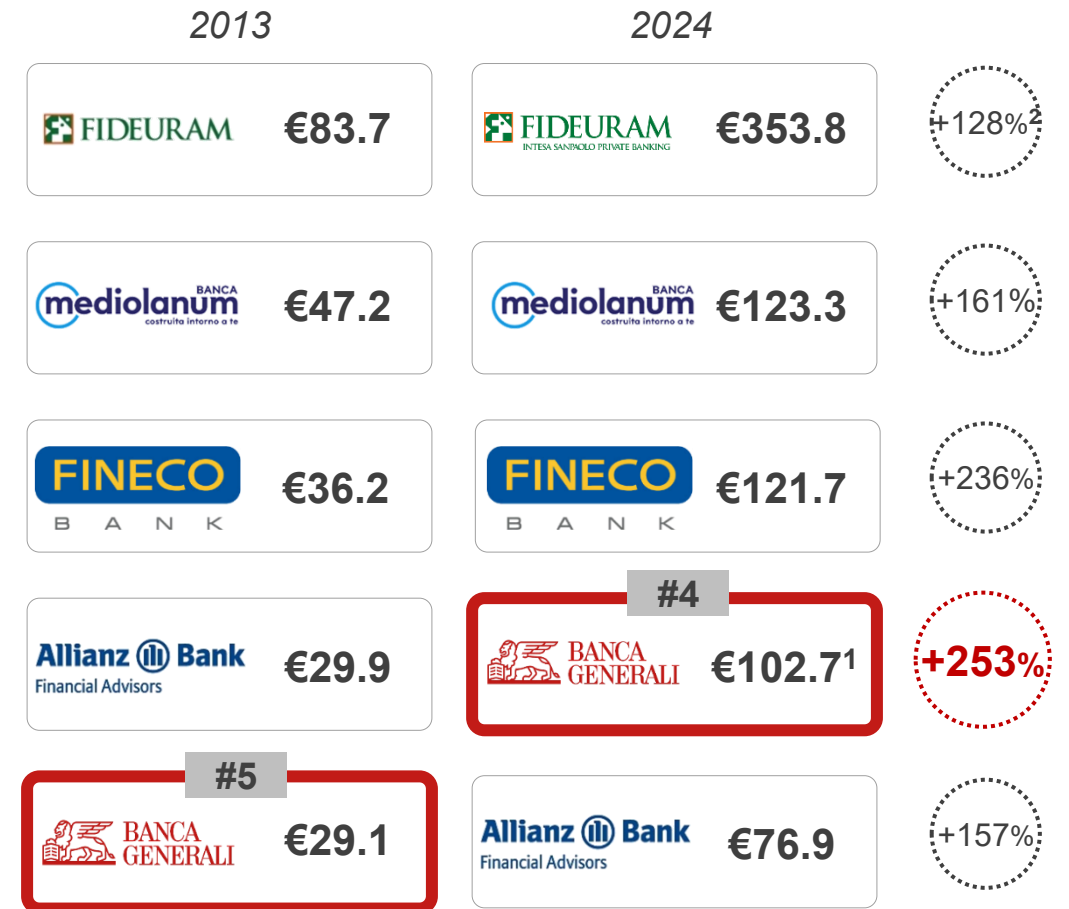 2013 2024
FIDEURAM €83.7 FIDEURAM €353.8 +128%²
INTESA SANPAOLO PRIVATE BANKING
BANCA BANCA
mediolanum €47.2 mediolanum €123.3 +161%
costruita intorno a te costruita intorno a te
FINECO €36.2 FINECO €121.7 +236%
BANK BANK
#4
Allianz Bank €29.9 BANCA GENERALI €102.7¹ +253%
Financial Advisors
#5
BANCA GENERALI €29.1 Allianz Bank €76.9 +157%
Financial Advisors